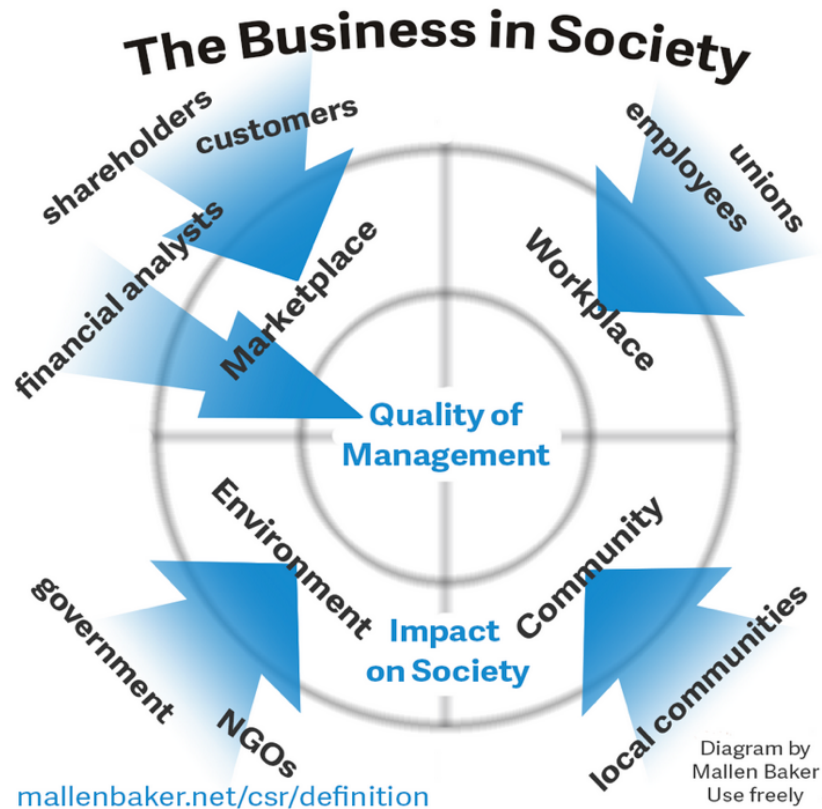 The Business in Society
shareholders
customers
financial analysts
Marketplace
employees
unions
Workplace
Quality of
Management
Environment
government
NGOs
Impact
on Society
Community
local communities
Diagram by
Mallen Baker
Use freely
mallenbaker.net/csr/definition